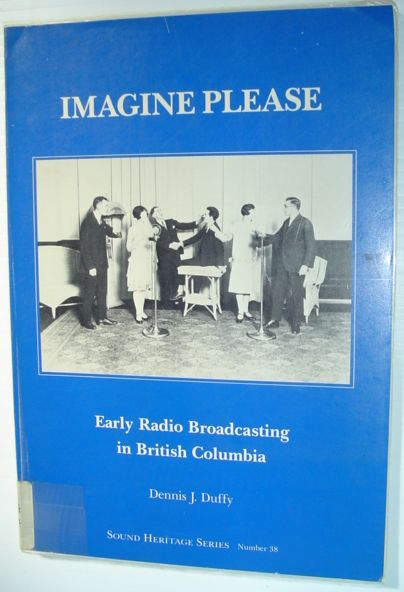 IMAGINE PLEASE
Early Radio Broadcasting
in British Columbia
Dennis J. Duffy
SOUND HERITAGE SERIES Number 38